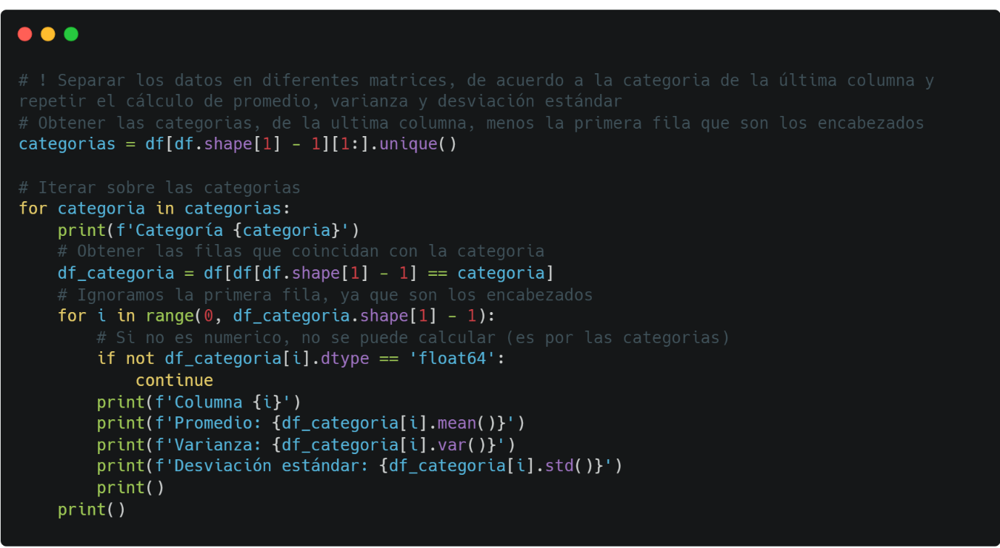 # ! Separar los datos en diferentes matrices, de acuerdo a la categoria de la última columna y
repetir el cálculo de promedio, varianza y desviación estándar
# Obtener las categorias, de la ultima columna, menos la primera fila que son los encabezados
categorias = df[df.shape[1] - 1][1:].unique()

# Iterar sobre las categorias
for categoria in categorias:
    print(f'Categoría {categoria}')
    # Obtener las filas que coincidan con la categoria
    df_categoria = df[df[df.shape[1] - 1] == categoria]
    # Ignoramos la primera fila, ya que son los encabezados
    for i in range(0, df_categoria.shape[1] - 1):
        # Si no es numerico, no se puede calcular (es por las categorias)
        if not df_categoria[i].dtype == 'float64':
            continue
        print(f'Columna {i}')
        print(f'Promedio: {df_categoria[i].mean()}')
        print(f'Varianza: {df_categoria[i].var()}')
        print(f'Desviación estándar: {df_categoria[i].std()}')
        print()
    print()